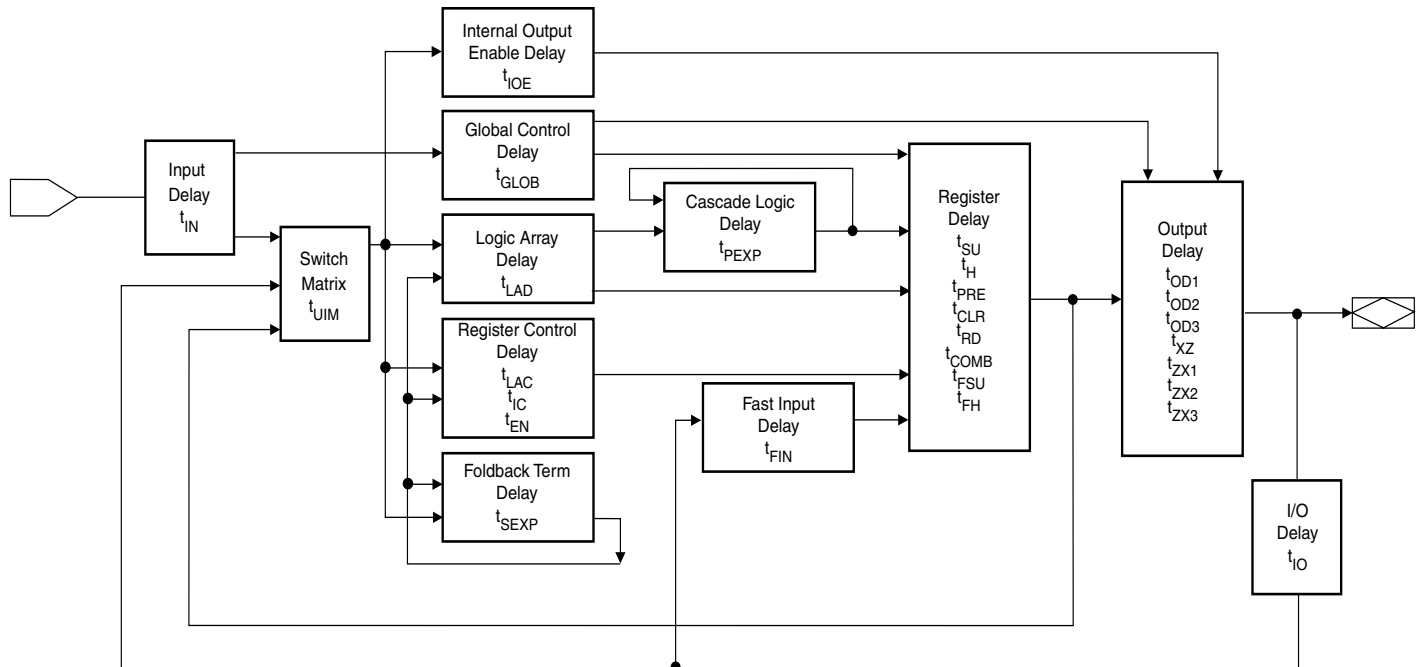 Input
Delay
tIN
Switch
Matrix
tUIM
Internal Output
Enable Delay
tIOE
Global Control
Delay
tGLOB
Logic Array
Delay
tLAD
Register Control
Delay
tLAC
tIC
tEN
Foldback Term
Delay
tSEXP
Cascade Logic
Delay
tPEXP
Fast Input
Delay
tFIN
Register
Delay
tSU
tH
tPRE
tCLR
tRD
tCOMB
tFSU
tFH
Output
Delay
tOD1
tOD2
tOD3
tXZ
tZX1
tZX2
tZX3
I/O
Delay
tIO